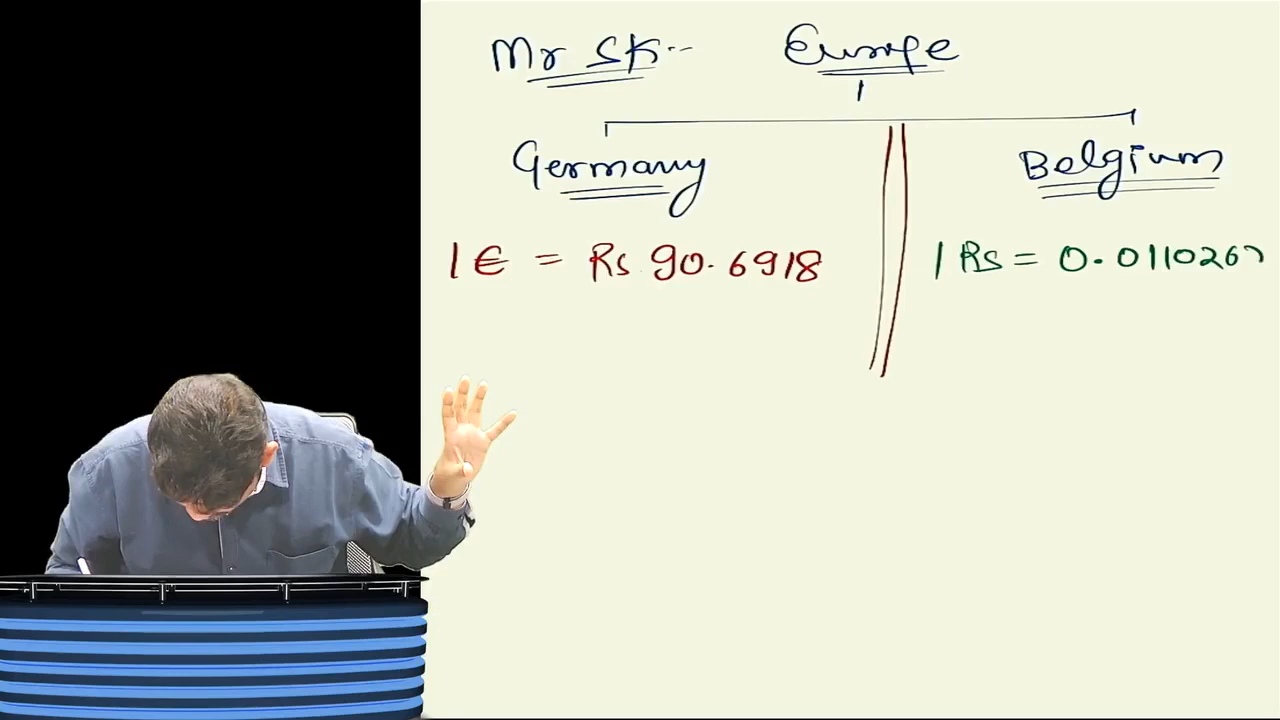 Mr SK--
Europe
Germany
Belgium
1 € = Rs 90.6918
1 Rs = 0.011026